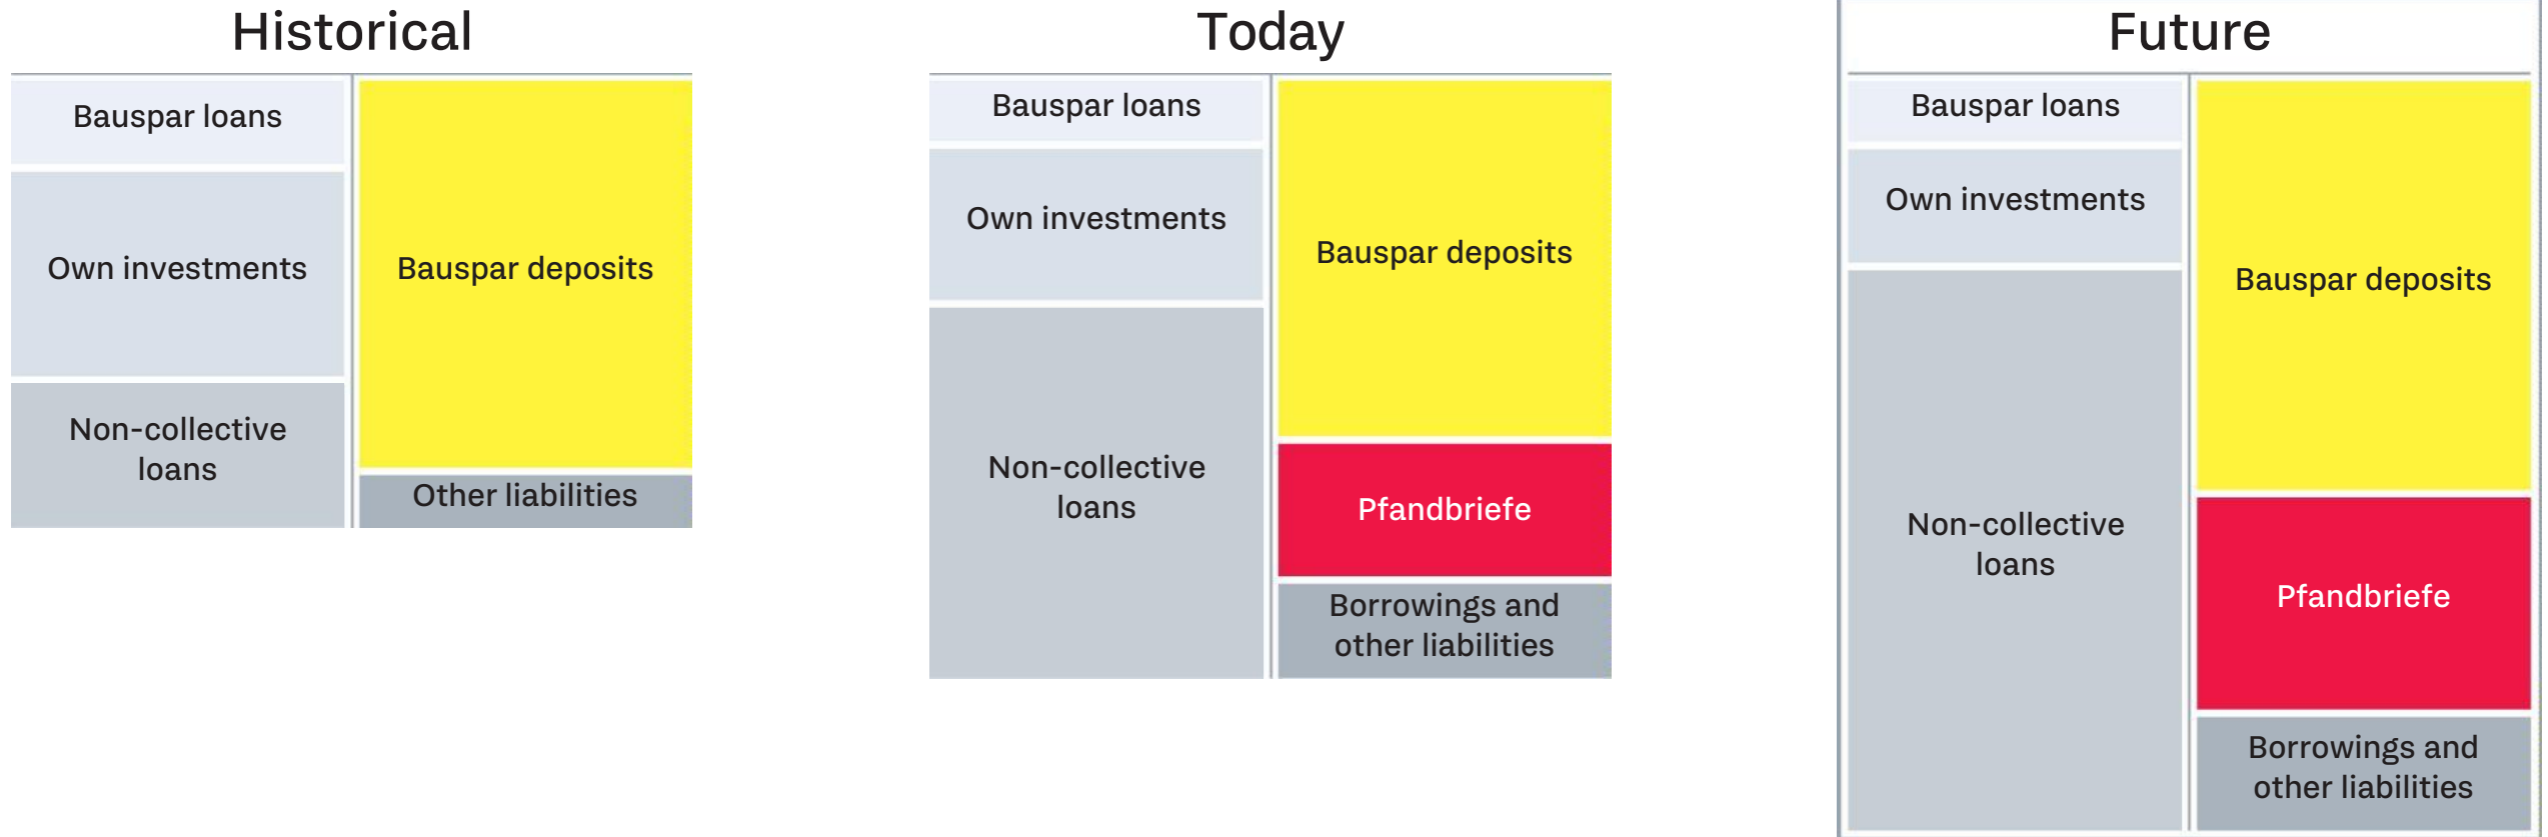 Historical
Bauspar loans
Own investments
Non-collective
loans
Bauspar deposits
Other liabilities
Today
Bauspar loans
Own investments
Non-collective
loans
Bauspar deposits
Pfandbriefe
Borrowings and
other liabilities
Future
Bauspar loans
Own investments
Non-collective
loans
Bauspar deposits
Pfandbriefe
Borrowings and
other liabilities